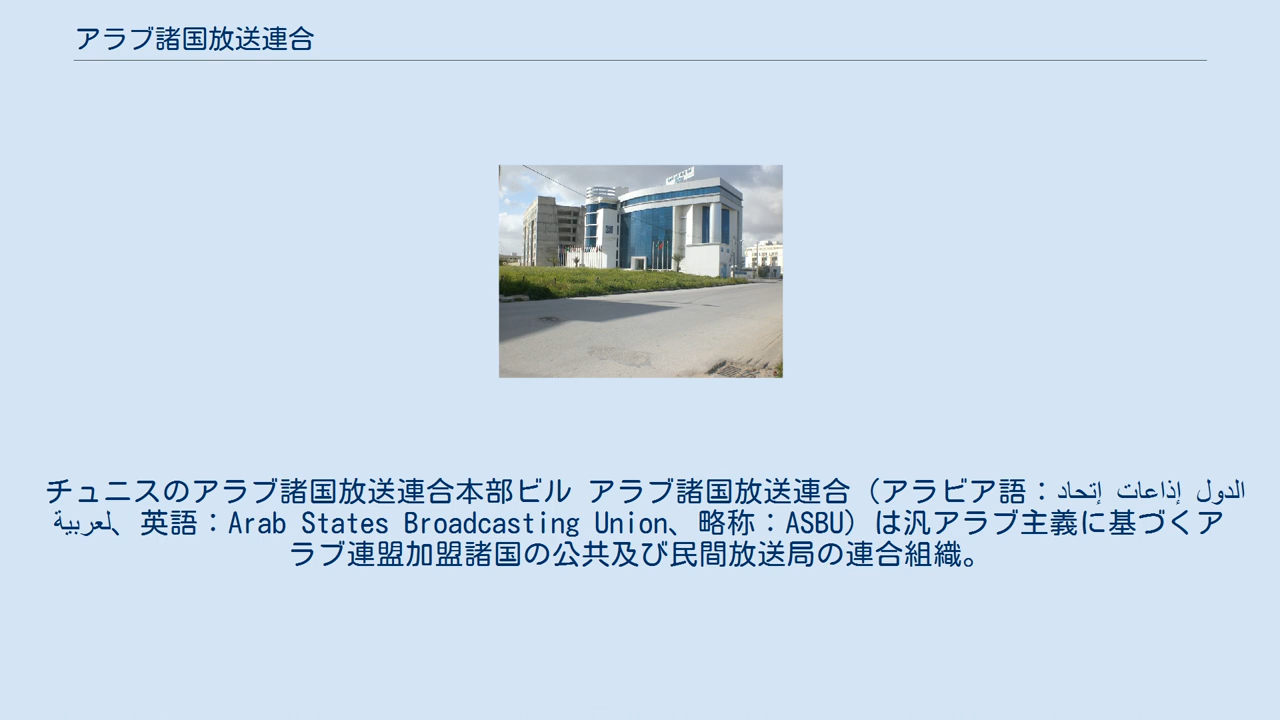 アラブ諸国放送連合
チュニスのアラブ諸国放送連合本部ビル アラブ諸国放送連合（アラビア語：إتحاد إذاعات الدول
لعربية、英語：Arab States Broadcasting Union、略称：ASBU）は汎アラブ主義に基づくア
ラブ連盟加盟諸国の公共及び民間放送局の連合組織。